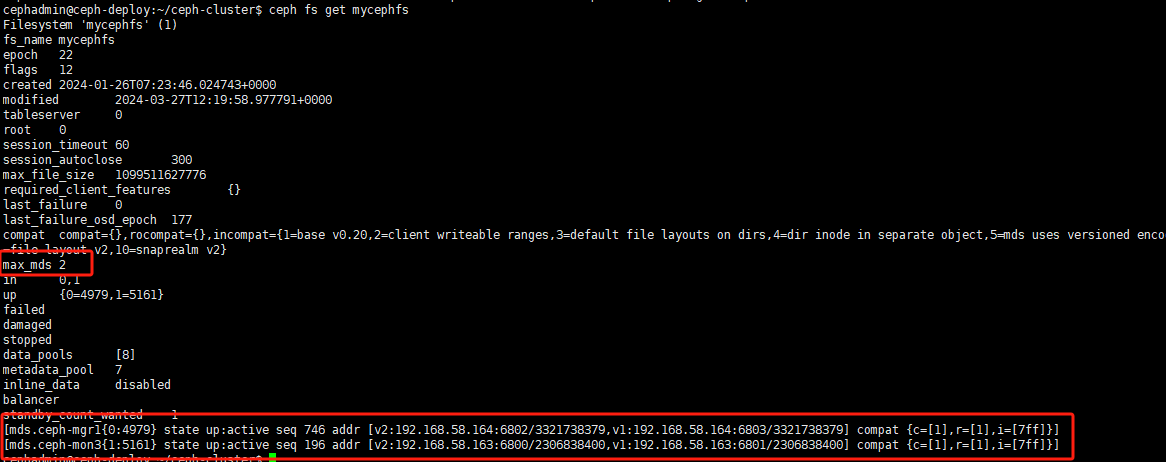 cephadmin@ceph-deploy:~/ceph-cluster$ ceph fs get mycephfs
Filesystem 'mycephfs' (1)
fs_name mycephfs
epoch 22
flags 12
created 2024-01-26T07:23:46.024743+0000
modified 2024-03-27T12:19:58.977791+0000
tableserver 0
root 0
session_timeout 60
session_autoclose 300
max_file_size 1099511627776
required_client_features {}
last_failure 0
last_failure_osd_epoch 177
compat compat={},rocompat={},incompat={1=base v0.20,2=client writeable ranges,3=default file layouts on dirs,4=dir inode in separate object,5=mds uses versioned enco
=file layout v2,10=snaprealm v2}
max_mds 2
in 0,1
up {0=4979,1=5161}
failed
damaged
stopped
data_pools [8]
metadata_pool 7
inline_data disabled
balancer
standby_count_wanted 1
[mds.ceph-mgr1{0:4979} state up:active seq 746 addr [v2:192.168.58.164:6802/3321738379,v1:192.168.58.164:6803/3321738379] compat {c=[1],r=[1],i=[7ff]}]
[mds.ceph-mon3{1:5161} state up:active seq 196 addr [v2:192.168.58.163:6800/2306838400,v1:192.168.58.163:6801/2306838400] compat {c=[1],r=[1],i=[7ff]}]
cephadmin@ceph-deploy:~/ceph-cluster$